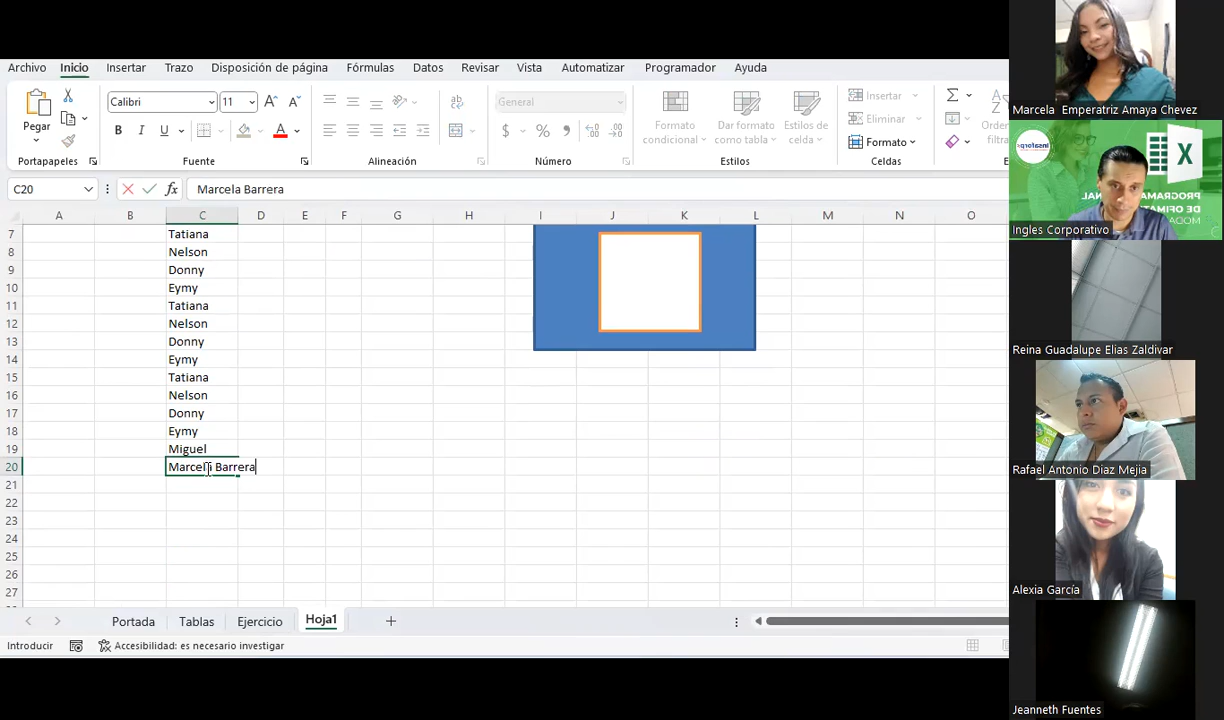 Archivo Inicio Insertar Trazo Disposición de página Fórmulas Datos Revisar Vista Automatizar Programador Ayuda
Pegar
Calibri 11
General
Formato condicional
Dar formato como tabla
Estilos de celda
Insertar
Eliminar
Formato
Portapapeles Fuente Alineación Número Estilos Celdas
C20 fx Marcela Barrera
A B C D E F G H I J K L M N O
7 Tatiana
8 Nelson
9 Donny
10 Eymy
11 Tatiana
12 Nelson
13 Donny
14 Eymy
15 Tatiana
16 Nelson
17 Donny
18 Eymy
19 Miguel
20 Marcela Barrera
21
22
23
24
25
26
27
Portada Tablas Ejercicio Hoja1
Introducir Accesibilidad: es necesario investigar
Marcela Emperatriz Amaya Chevez
Ingles Corporativo
Reina Guadalupe Elias Zaldivar
Rafael Antonio Diaz Mejia
Alexia García
Jeanneth Fuentes